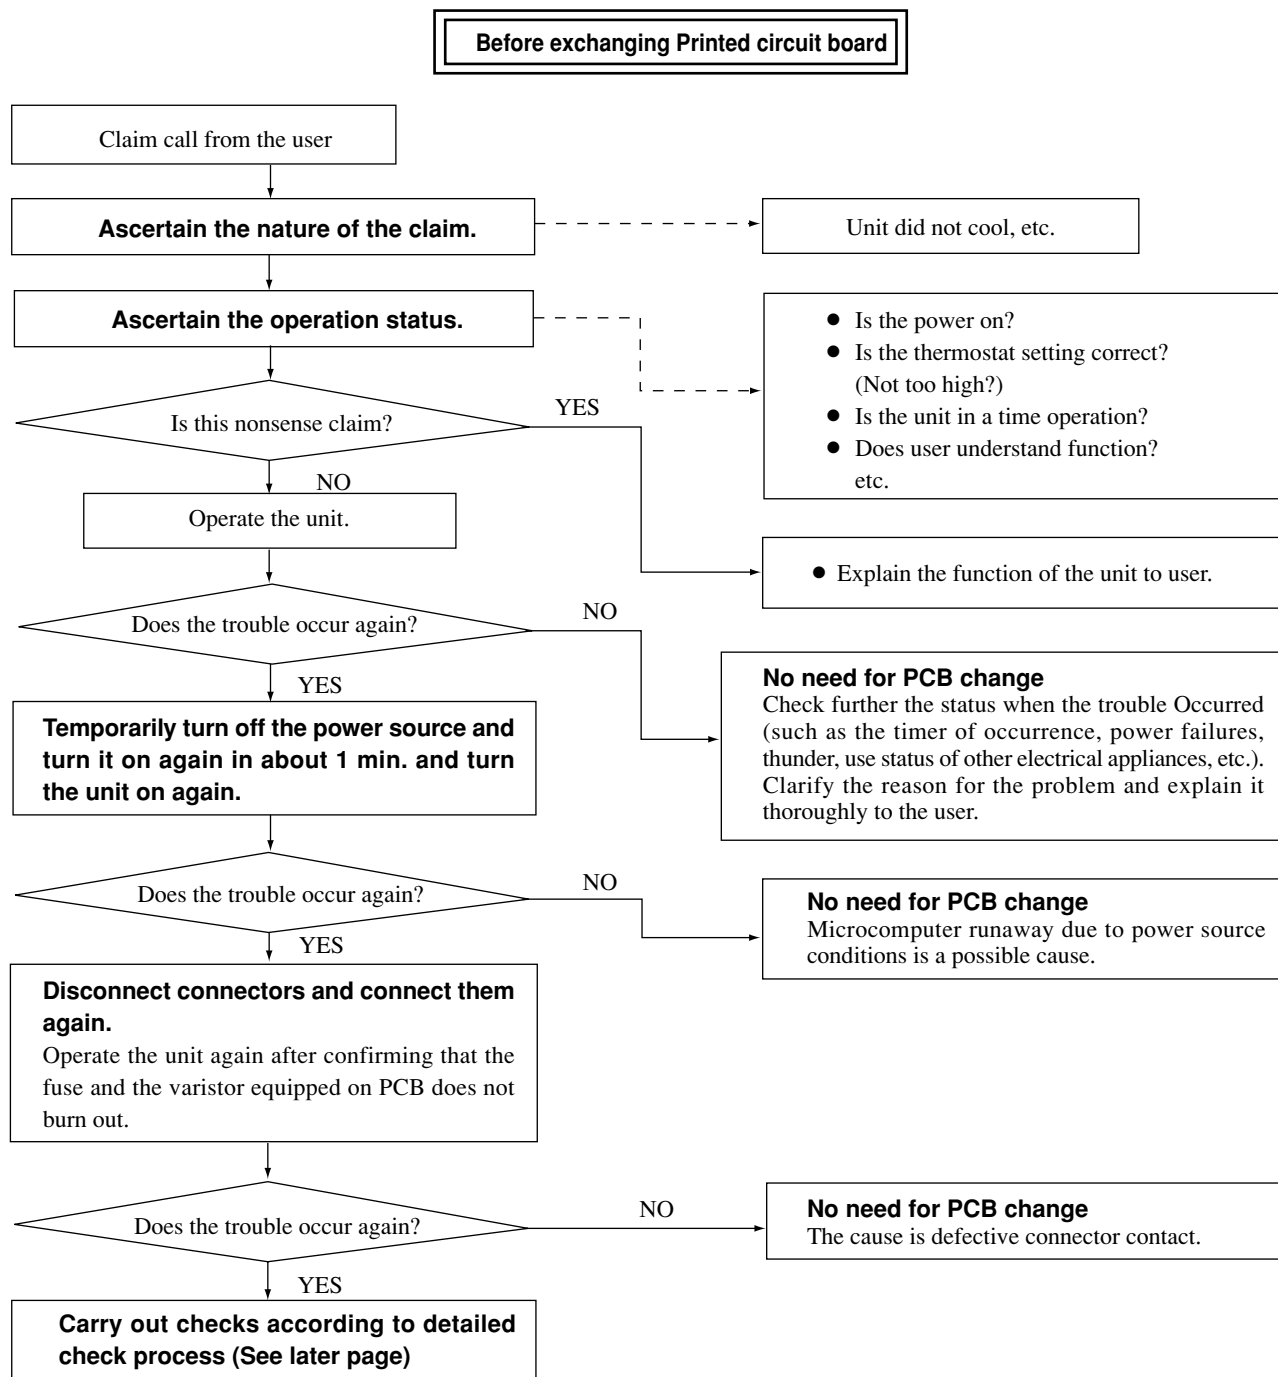 Before exchanging Printed circuit board
Claim call from the user
Ascertain the nature of the claim.
Unit did not cool, etc.
Ascertain the operation status.
● Is the power on?
● Is the thermostat setting correct?
(Not too high?)
● Is the unit in a time operation?
● Does user understand function?
etc.
Is this nonsense claim?
YES
NO
Operate the unit.
● Explain the function of the unit to user.
Does the trouble occur again?
NO
YES
No need for PCB change
Check further the status when the trouble Occurred
(such as the timer of occurrence, power failures,
thunder, use status of other electrical appliances, etc.).
Clarify the reason for the problem and explain it
thoroughly to the user.
Temporarily turn off the power source and
turn it on again in about 1 min. and turn
the unit on again.
Does the trouble occur again?
NO
YES
No need for PCB change
Microcomputer runaway due to power source
conditions is a possible cause.
Disconnect connectors and connect them
again.
Operate the unit again after confirming that the
fuse and the varistor equipped on PCB does not
burn out.
Does the trouble occur again?
NO
YES
No need for PCB change
The cause is defective connector contact.
Carry out checks according to detailed
check process (See later page)